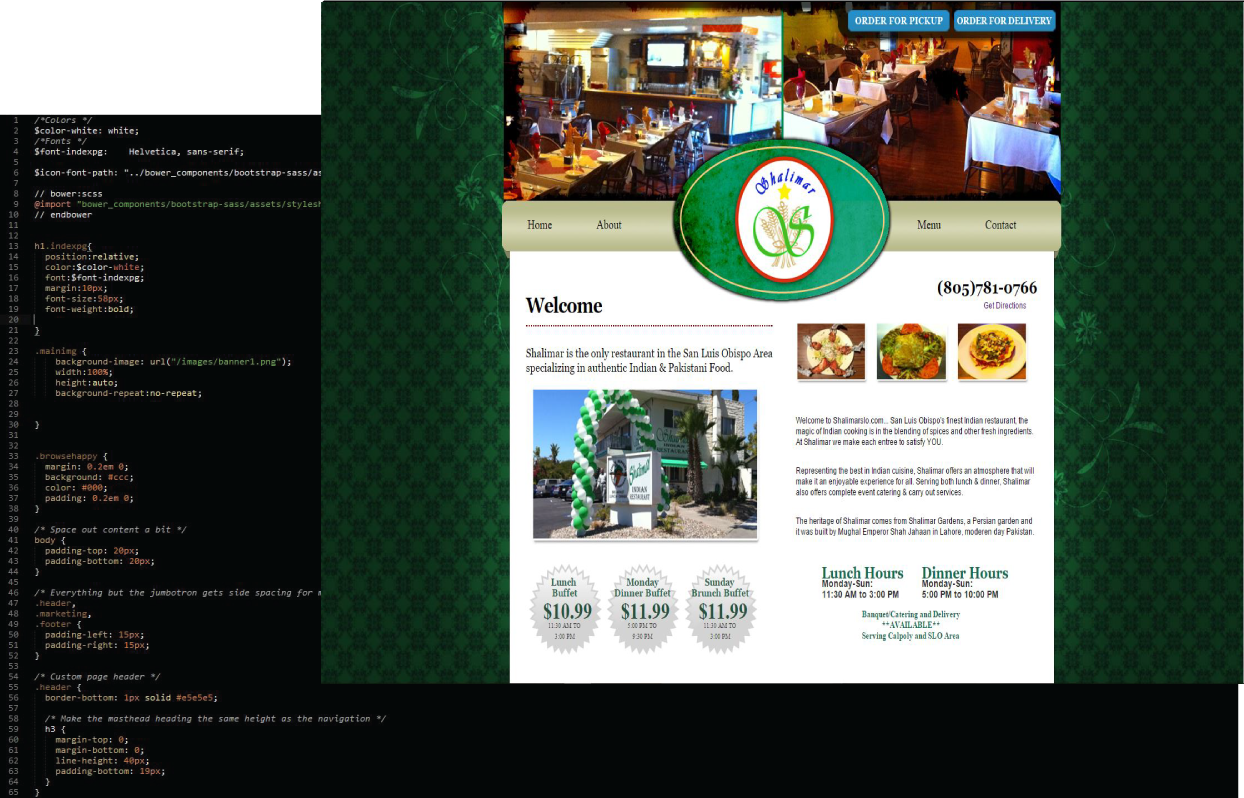 1 /*Colors */
2 $color-white: white;
3 /*Fonts */
4 $font-indexpg: Helvetica, sans-serif;
5
6 $icon-font-path: "../bower_components/bootstrap-sass/as
7
8 // bower:scss
9 @import "bower_components/bootstrap-sass/assets/stylesh
10 // endbower
11
12
13 h1.indexpg{
14 position:relative;
15 color:$color-white;
16 font:$font-indexpg;
17 margin:10px;
18 font-size:58px;
19 font-weight:bold;
20
21 }
22
23 .mainimg {
24 background-image: url("/images/banner1.png");
25 width:100%;
26 height:auto;
27 background-repeat:no-repeat;
28
29
30 }
31
32
33 .browsehappy {
34 margin: 0.2em 0;
35 background: #ccc;
36 color: #000;
37 padding: 0.2em 0;
38 }
39
40 /* Space out content a bit */
41 body {
42 padding-top: 20px;
43 padding-bottom: 20px;
44 }
45
46 /* Everything but the jumbotron gets side spacing for m
47 .header,
48 .marketing,
49 .footer {
50 padding-left: 15px;
51 padding-right: 15px;
52 }
53
54 /* Custom page header */
55 .header {
56 border-bottom: 1px solid #e5e5e5;
57
58 /* Make the masthead heading the same height as the navigation */
59 h3 {
60 margin-top: 0;
61 margin-bottom: 0;
62 line-height: 40px;
63 padding-bottom: 19px;
64 }
65 }
ORDER FOR PICKUP
ORDER FOR DELIVERY
Shalimar
S
Home
About
Menu
Contact
(805)781-0766
Get Directions
Welcome
Shalimar is the only restaurant in the San Luis Obispo Area
specializing in authentic Indian & Pakistani Food.
Shalimar
INDIAN
RESTAURANT
Welcome to Shalimarslo.com... San Luis Obispo's finest Indian restaurant, the
magic of Indian cooking is in the blending of spices and other fresh ingredients.
At Shalimar we make each entree to satisfy YOU.
Representing the best in Indian cuisine, Shalimar offers an atmosphere that will
make it an enjoyable experience for all. Serving both lunch & dinner, Shalimar
also offers complete event catering & carry out services.
The heritage of Shalimar comes from Shalimar Gardens, a Persian garden and
it was built by Mughal Emperor Shah Jahaan in Lahore, moderen day Pakistan.
Lunch
Buffet
$10.99
11:30 AM TO
3:00 PM
Monday
Dinner Buffet
$11.99
5:00 PM TO
9:30 PM
Sunday
Brunch Buffet
$11.99
11:30 AM TO
3:00 PM
Lunch Hours
Monday-Sun:
11:30 AM to 3:00 PM
Dinner Hours
Monday-Sun:
5:00 PM to 10:00 PM
Banquet/Catering and Delivery
**AVAILABLE**
Serving Calpoly and SLO Area